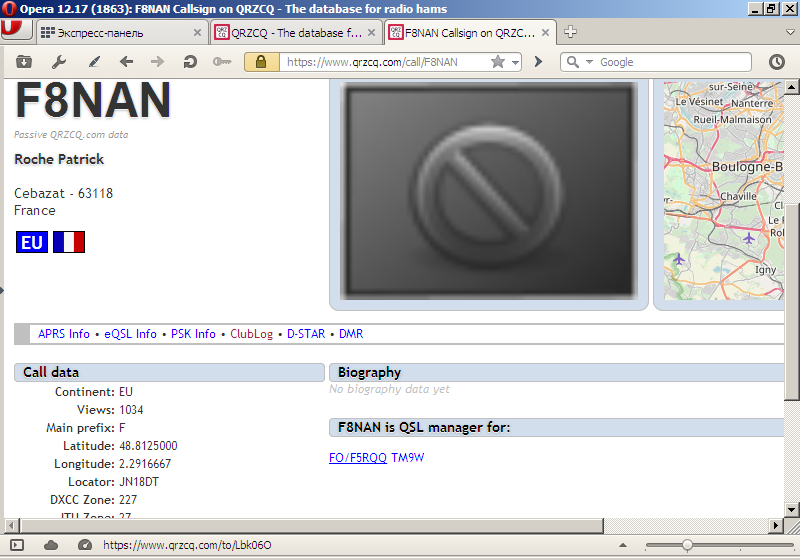 Opera 12.17 (1863): F8NAN Callsign on QRZCQ - The database for radio hams
Экспресс-панель
QRZCQ - The database f...
F8NAN Callsign on QRZC...
https://www.qrzcq.com/call/F8NAN
Google
F8NAN
Passive QRZCQ.com data
Roche Patrick
Cebazat - 63118
France
EU
sur-Seine
Le Vésinet
Nanterre
Rueil-Malmaison
Boulogne-B
Chaville
Igny
APRS Info • eQSL Info • PSK Info • ClubLog • D-STAR • DMR
Call data
Continent: EU
Views: 1034
Main prefix: F
Latitude: 48.8125000
Longitude: 2.2916667
Locator: JN18DT
DXCC Zone: 227
ITU Zone: 27
Biography
No biography data yet
F8NAN is QSL manager for:
FO/F5RQQ TM9W
https://www.qrzcq.com/to/Lbk06O